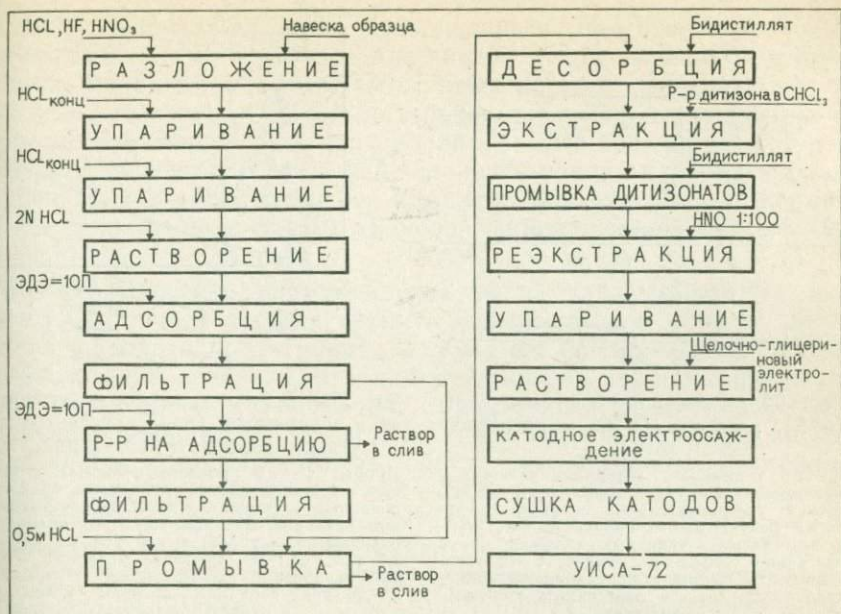 HCL, HF, HNO₃
Навеска образца
РАЗЛОЖЕНИЕ
HCLконц
УПАРИВАНИЕ
HCLконц
УПАРИВАНИЕ
2N HCL
РАСТВОРЕНИЕ
ЭДЭ=10П
АДСОРБЦИЯ
ФИЛЬТРАЦИЯ
ЭДЭ=10П
Р-Р НА АДСОРБЦИЮ
Раствор
в слив
ФИЛЬТРАЦИЯ
0,5м HCL
ПРОМЫВКА
Раствор
в слив
Бидистиллят
ДЕСОРБЦИЯ
Р-р дитизона в CHCL₃
ЭКСТРАКЦИЯ
Бидистиллят
ПРОМЫВКА ДИТИЗОНАТОВ
HNO 1:100
РЕЭКСТРАКЦИЯ
УПАРИВАНИЕ
Щелочно-глицери-
новый
электро-
лит
РАСТВОРЕНИЕ
КАТОДНОЕ ЭЛЕКТРООСАЖ-
ДЕНИЕ
СУШКА КАТОДОВ
УИСА-72